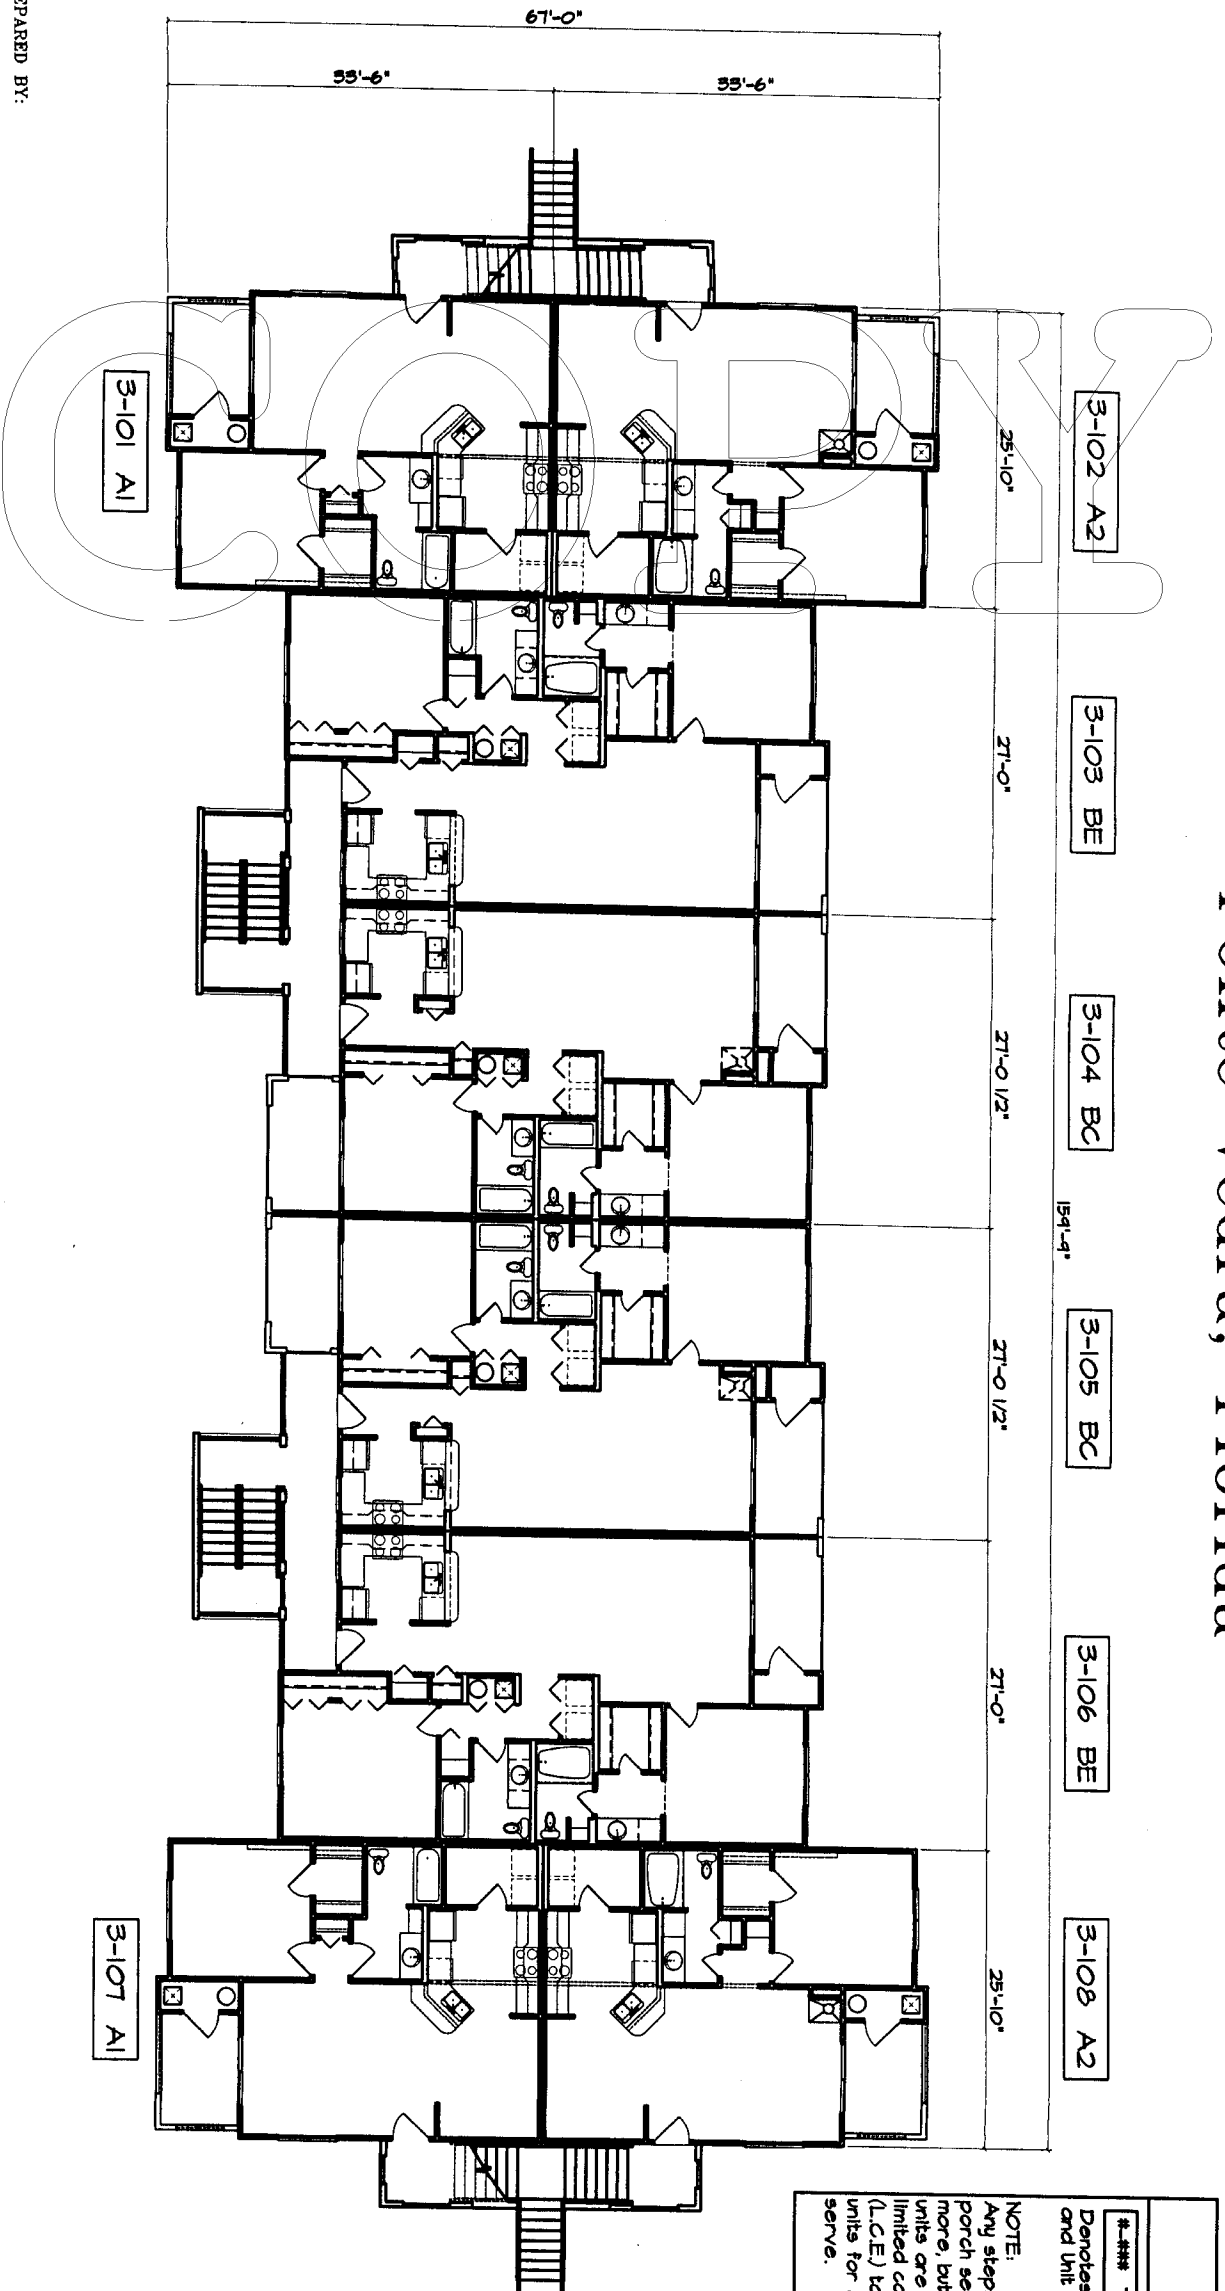 67'-0"
33'-6"
33'-6"
EPARED BY:
COPY
3-101 A1
3-102 A2
25'-10"
3-103 BE
27'-0"
3-104 BC
27'-0 1/2"
159'-9"
3-105 BC
27'-0 1/2"
3-106 BE
27'-0"
3-107 A1
3-108 A2
25'-10"
#-###
Denotes
and Unit
NOTE:
Any step
porch se
more, but
units are
limited co
(L.C.E.) to
units for
serve.